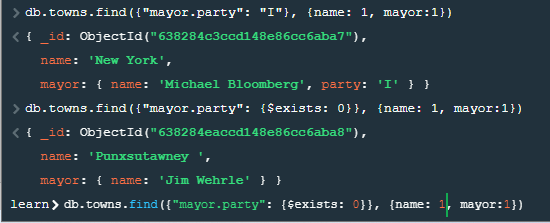 > db.towns.find({"mayor.party": "I"}, {name: 1, mayor:1})
< { _id: ObjectId("638284c3ccd148e86cc6aba7"),
name: 'New York',
mayor: { name: 'Michael Bloomberg', party: 'I' } }
> db.towns.find({"mayor.party": {$exists: 0}}, {name: 1, mayor:1})
< { _id: ObjectId("638284eaccd148e86cc6aba8"),
name: 'Punxsutawney ',
mayor: { name: 'Jim Wehrle' } }
learn> db.towns.find({"mayor.party": {$exists: 0}}, {name: 1, mayor:1})